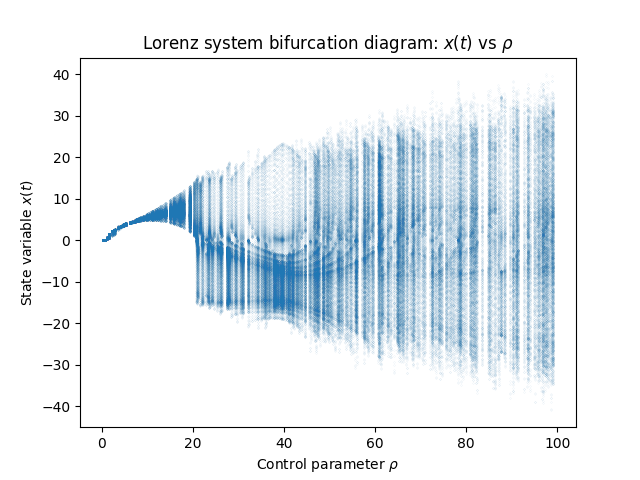 Lorenz system bifurcation diagram: x(t) vs ρ
40
30
20
10
0
−10
−20
−30
−40
State variable x(t)
0 20 40 60 80 100
Control parameter ρ